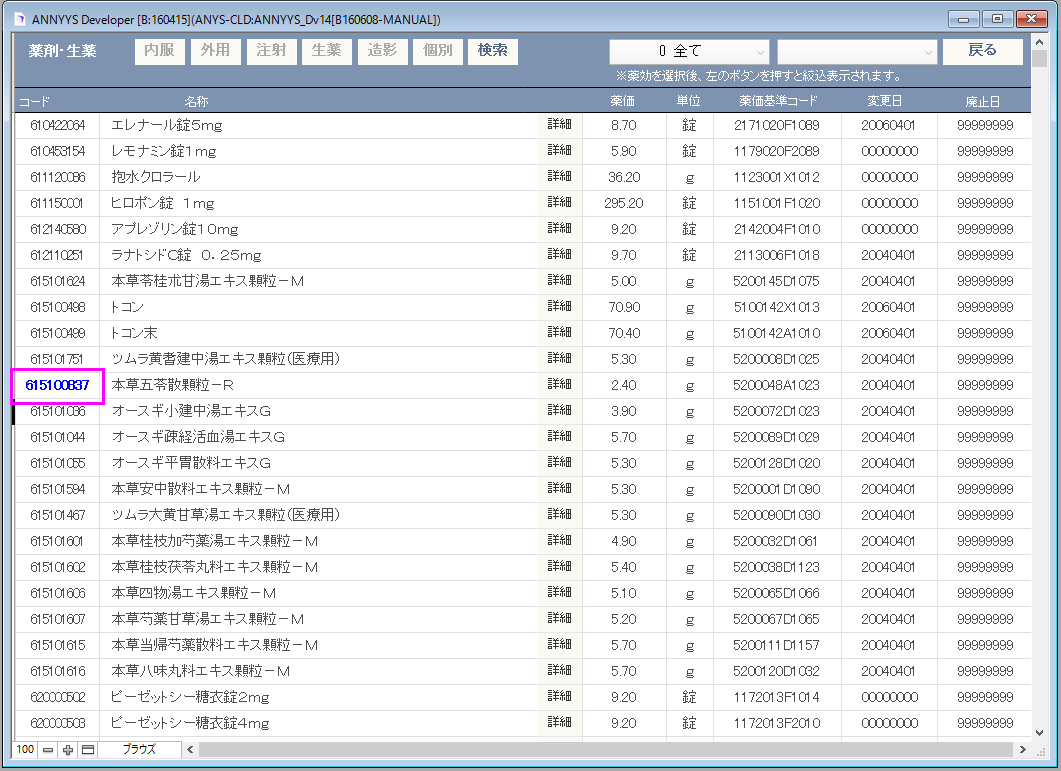 ANNYYS Developer [B:160415](ANYS-CLD:ANNYYS_Dv14[B160608-MANUAL])
薬剤・生薬 内服 外用 注射 生薬 造影 個別 検索 0 全て 戻る
※薬効を選択後、左のボタンを押すと絞込表示されます。
コード 名称 薬価 単位 薬価基準コード 変更日 廃止日
610422064 エレナール錠5mg 詳細 8.70 錠 2171020F1089 20060401 99999999
610453154 レモナミン錠1mg 詳細 5.90 錠 1179020F2089 00000000 99999999
611120086 抱水クロラール 詳細 36.20 g 1123001X1012 00000000 99999999
611150001 ヒロポン錠 1mg 詳細 295.20 錠 1151001F1020 00000000 99999999
612140580 アプレゾリン錠10mg 詳細 9.20 錠 2142004F1010 00000000 99999999
612110251 ラナトシドC錠 0.25mg 詳細 9.70 錠 2113006F1018 20040401 99999999
615101624 本草苓桂朮甘湯エキス顆粒-M 詳細 5.00 g 5200145D1075 20040401 99999999
615100498 トコン 詳細 70.90 g 5100142X1013 20060401 99999999
615100499 トコン末 詳細 70.40 g 5100142A1010 20060401 99999999
615101751 ツムラ黄耆建中湯エキス顆粒(医療用) 詳細 5.30 g 5200008D1025 20040401 99999999
615100837 本草五苓散顆粒-R 詳細 2.40 g 5200048A1023 20040401 99999999
615101036 オースギ小建中湯エキスG 詳細 3.90 g 5200072D1023 20040401 99999999
615101044 オースギ疎経活血湯エキスG 詳細 5.70 g 5200089D1029 20040401 99999999
615101055 オースギ平胃散料エキスG 詳細 5.30 g 5200128D1020 20040401 99999999
615101594 本草安中散料エキス顆粒-M 詳細 5.30 g 5200001D1090 20040401 99999999
615101467 ツムラ大黄甘草湯エキス顆粒(医療用) 詳細 5.30 g 5200090D1030 20040401 99999999
615101601 本草桂枝加芍薬湯エキス顆粒-M 詳細 4.90 g 5200032D1061 20040401 99999999
615101602 本草桂枝茯苓丸料エキス顆粒-M 詳細 5.40 g 5200038D1123 20040401 99999999
615101606 本草四物湯エキス顆粒-M 詳細 5.10 g 5200065D1066 20040401 99999999
615101607 本草芍薬甘草湯エキス顆粒-M 詳細 5.20 g 5200067D1065 20040401 99999999
615101615 本草当帰芍薬散料エキス顆粒-M 詳細 5.70 g 5200111D1157 20040401 99999999
615101616 本草八味丸料エキス顆粒-M 詳細 5.70 g 5200120D1032 20040401 99999999
620000502 ピーゼットシー糖衣錠2mg 詳細 9.20 錠 1172013F1014 00000000 99999999
620000503 ピーゼットシー糖衣錠4mg 詳細 9.20 錠 1172013F2010 00000000 99999999
100 ブラウズ